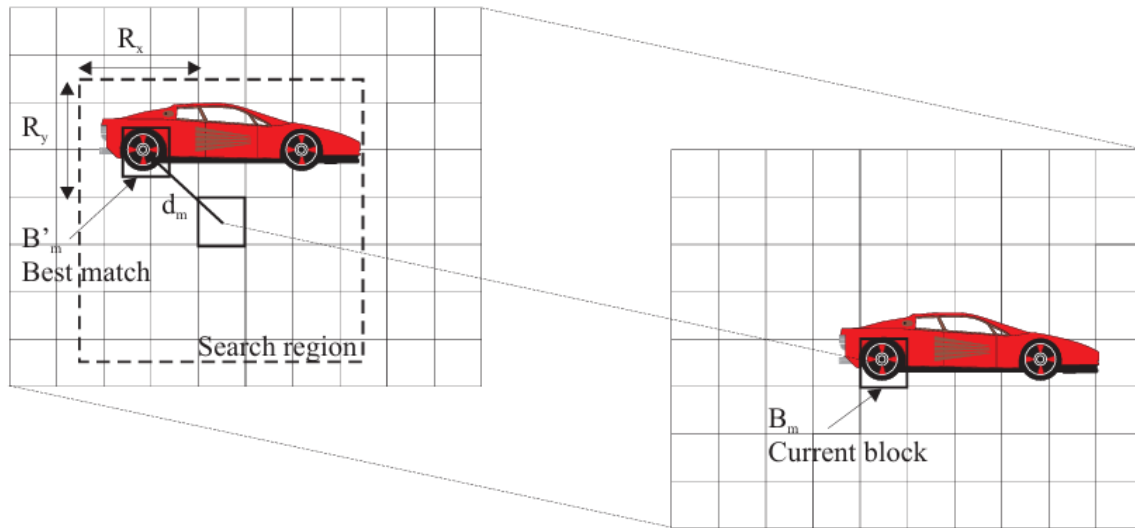 Rx
Ry
dm
B’m
Best match
Search region
Bm
Current block